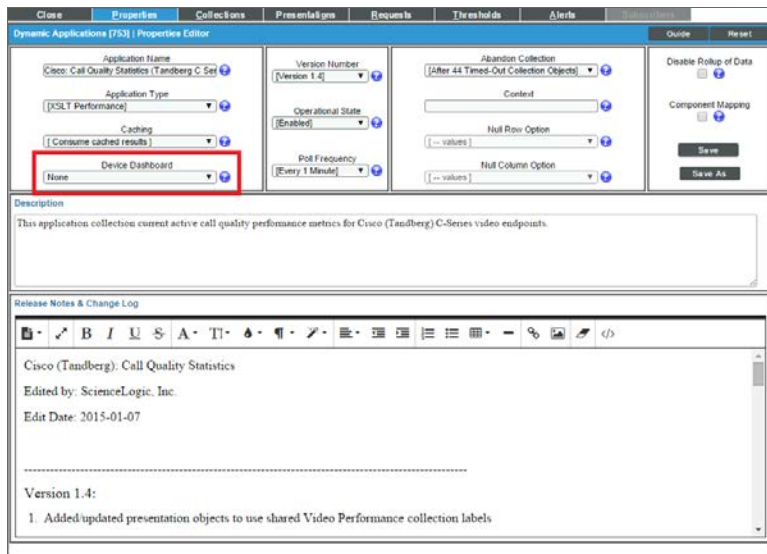 Close Properties Collections Presentations Requests Thresholds Alerts Subscribers
Dynamic Applications [753] | Properties Editor Guide Reset
Application Name
Cisco: Call Quality Statistics (Tandberg C Ser
Application Type
[XSLT Performance]
Caching
[ Consume cached results ]
Device Dashboard
None
Version Number
[Version 1.4]
Operational State
[Enabled]
Poll Frequency
[Every 1 Minute]
Abandon Collection
[After 44 Timed-Out Collection Objects]
Context
Null Row Option
[ -- values ]
Null Column Option
[ -- values ]
Disable Rollup of Data
Component Mapping
Save
Save As
Description
This application collection current active call quality performance metrics for Cisco (Tandberg) C-Series video endpoints.
Release Notes & Change Log
B I U S A T
Cisco (Tandberg): Call Quality Statistics
Edited by: ScienceLogic, Inc.
Edit Date: 2015-01-07
--------------------------------------------------------------------------------------------------------
Version 1.4:
1. Added/updated presentation objects to use shared Video Performance collection labels